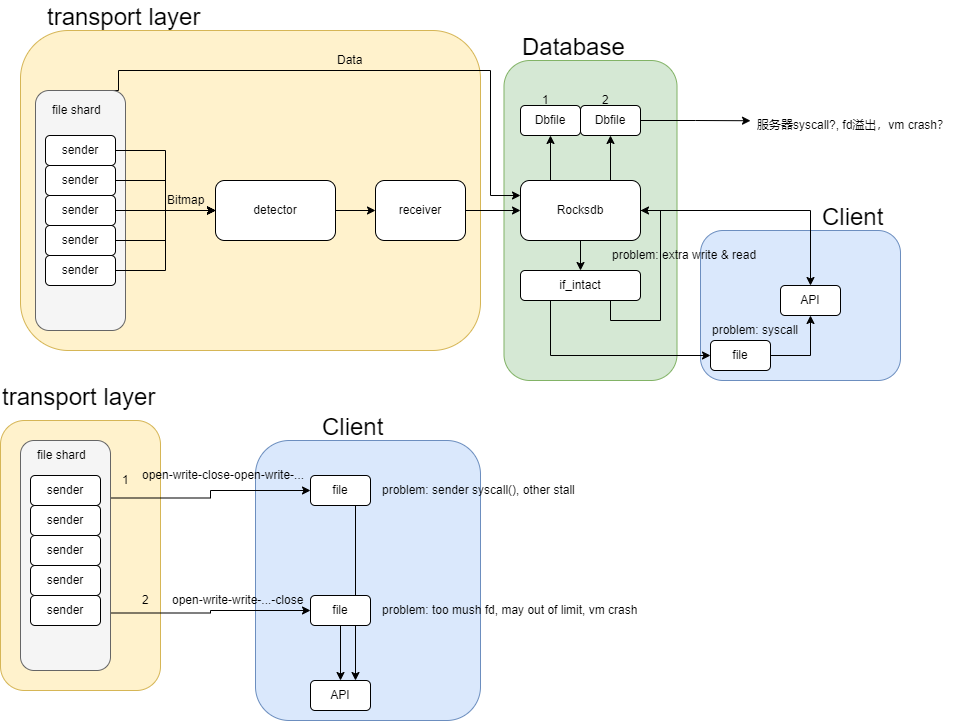 transport layer
Database
Data
file shard
1
2
Dbfile
Dbfile
服务器syscall?, fd溢出，vm crash?
sender
sender
sender
sender
sender
Bitmap
detector
receiver
Rocksdb
Client
problem: extra write & read
if_intact
API
problem: syscall
file
transport layer
Client
file shard
1
open-write-close-open-write-...
sender
sender
sender
sender
sender
file
problem: sender syscall(), other stall
2
open-write-write-...-close
file
problem: too mush fd, may out of limit, vm crash
API